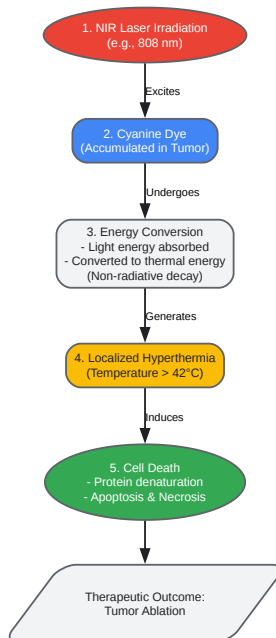 1. NIR Laser Irradiation
(e.g., 808 nm)
Excites
2. Cyanine Dye
(Accumulated in Tumor)
Undergoes
3. Energy Conversion
- Light energy absorbed
- Converted to thermal energy
(Non-radiative decay)
Generates
4. Localized Hyperthermia
(Temperature > 42°C)
Induces
5. Cell Death
- Protein denaturation
- Apoptosis & Necrosis
Therapeutic Outcome:
Tumor Ablation